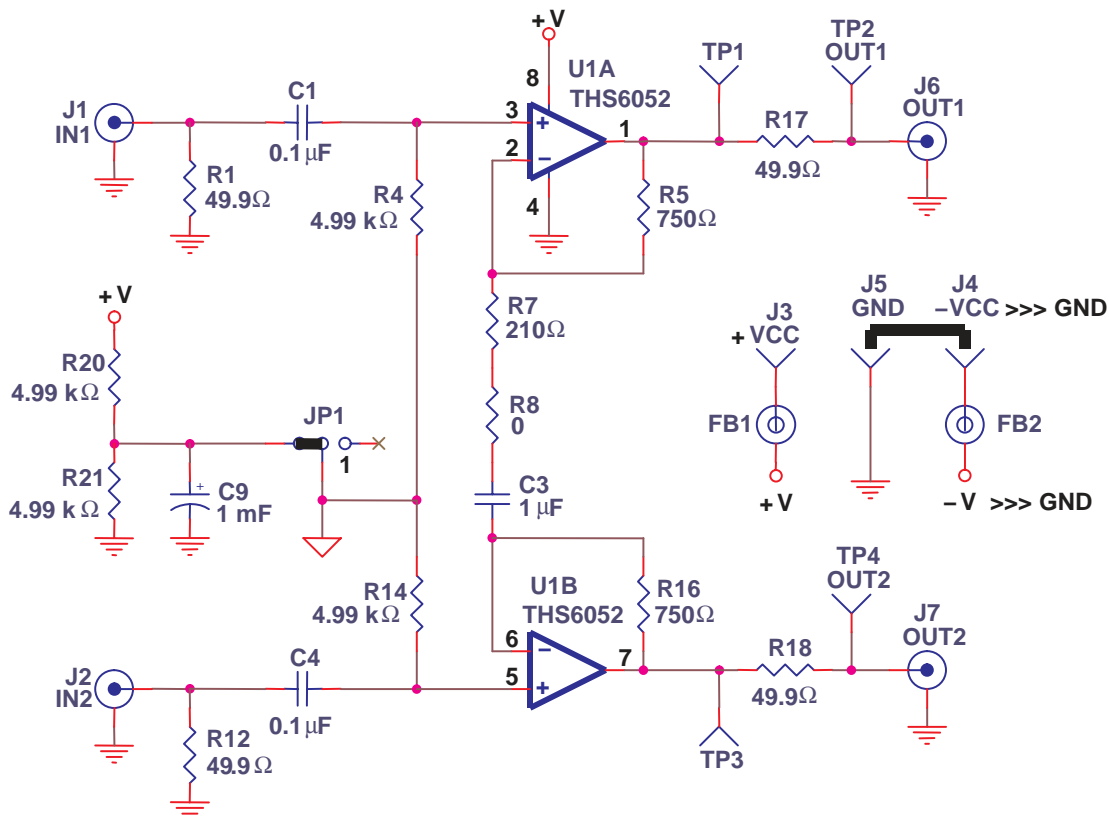 +V
TP1
TP2
OUT1
J1
IN1
C1
0.1 μF
8
U1A
THS6052
J6
OUT1
3
+
2
−
1
R17
49.9Ω
R1
49.9Ω
R4
4.99 kΩ
4
R5
750Ω
+V
R7
210Ω
J3
+VCC
J5
GND
J4
−VCC >>> GND
R20
4.99 kΩ
R8
0
JP1
1
FB1
FB2
R21
4.99 kΩ
+
C9
1 mF
C3
1 μF
+V
−V >>> GND
TP4
OUT2
R14
4.99 kΩ
U1B
THS6052
R16
750Ω
J7
OUT2
J2
IN2
C4
0.1 μF
6
−
5
+
7
R18
49.9Ω
R12
49.9Ω
TP3